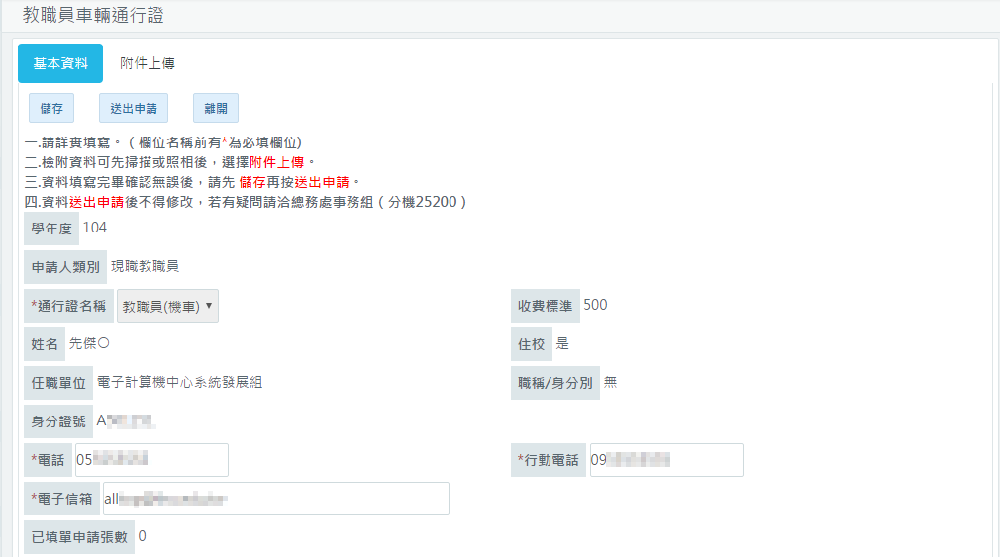 教職員車輛通行證
基本資料 附件上傳
儲存 送出申請 離開
一.請詳實填寫。( 欄位名稱前有*為必填欄位)
二.檢附資料可先掃描或照相後，選擇附件上傳。
三.資料填寫完畢確認無誤後，請先 儲存再按送出申請。
四.資料送出申請後不得修改，若有疑問請洽總務處事務組 ( 分機25200 )
學年度 104
申請人類別 現職教職員
*通行證名稱 教職員(機車) 收費標準 500
姓名 先傑〇 住校 是
任職單位 電子計算機中心系統發展組 職稱/身分別 無
身分證號 A
*電話 05 *行動電話 09
*電子信箱 all
已填單申請張數 0